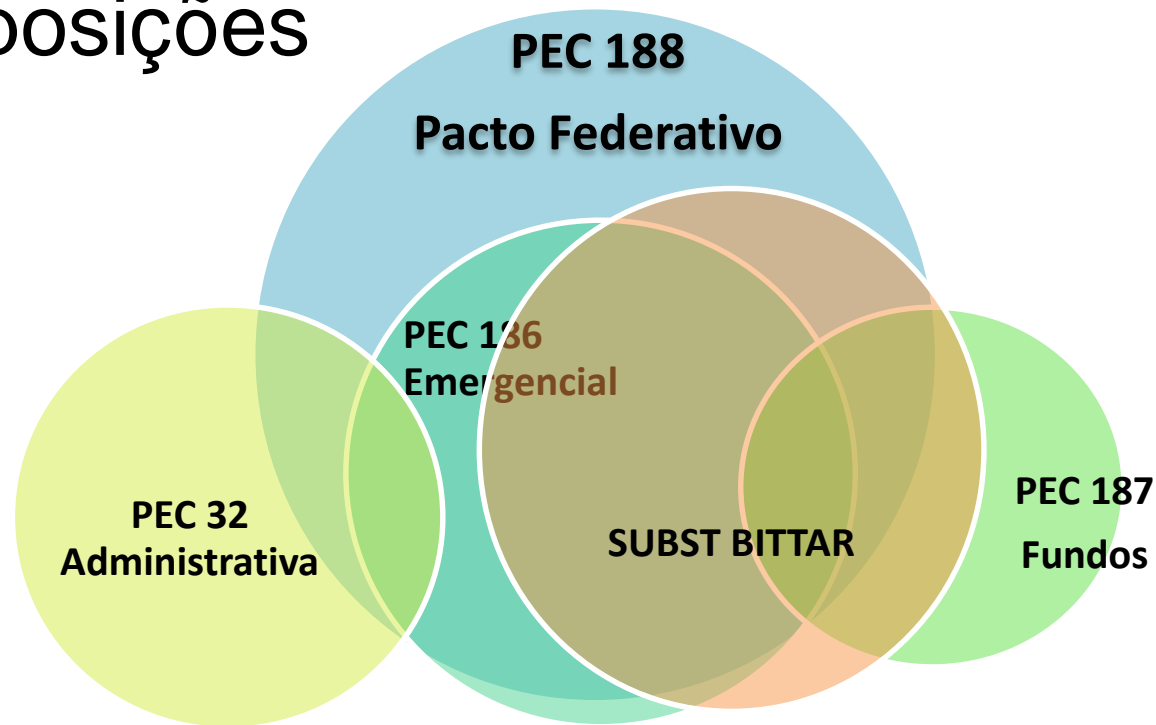 posições
PEC 188
Pacto Federativo
PEC 186
Emergencial
PEC 32
Administrativa
SUBST BITTAR
PEC 187
Fundos